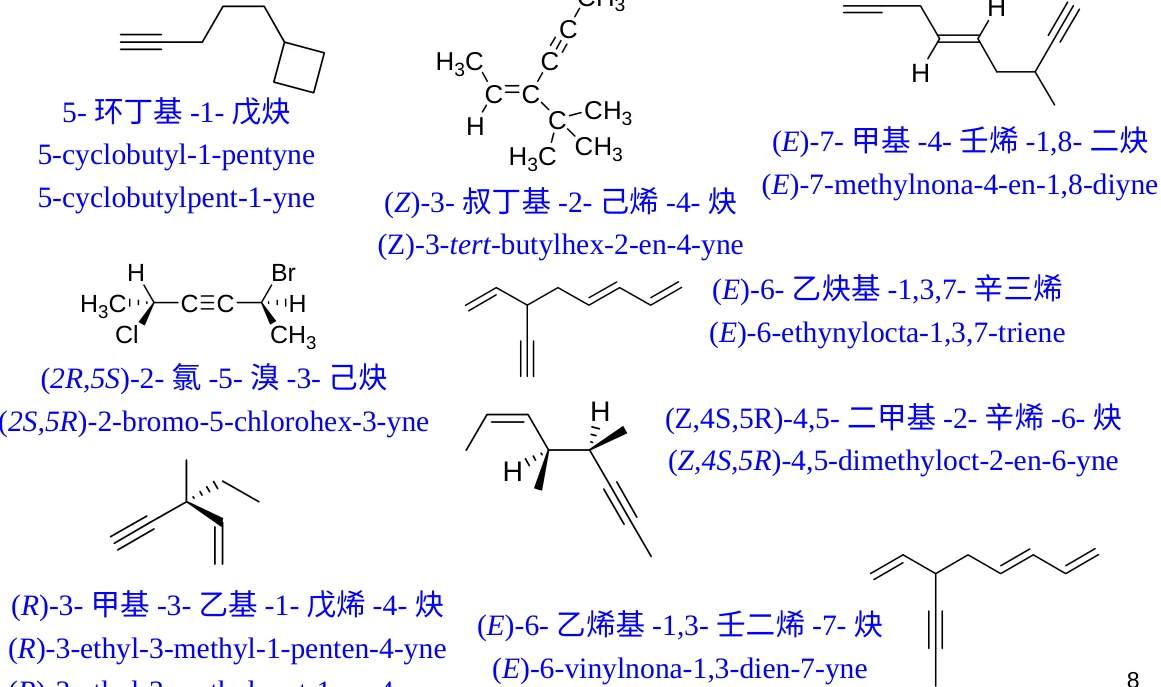 5- 环丁基 -1- 戊炔
5-cyclobutyl-1-pentyne
5-cyclobutylpent-1-yne
CH3
C
C
H3C
C C
H
C
CH3
CH3
H3C
(Z)-3- 叔丁基 -2- 己烯 -4- 炔
(Z)-3-tert-butylhex-2-en-4-yne
H
H
(E)-7- 甲基 -4- 壬烯 -1,8- 二炔
(E)-7-methylnona-4-en-1,8-diyne
H Br
H3C C C H
Cl CH3
(2R,5S)-2- 氯 -5- 溴 -3- 己炔
(2S,5R)-2-bromo-5-chlorohex-3-yne
(E)-6- 乙炔基 -1,3,7- 辛三烯
(E)-6-ethynylocta-1,3,7-triene
H
H
(Z,4S,5R)-4,5- 二甲基 -2- 辛烯 -6- 炔
(Z,4S,5R)-4,5-dimethyloct-2-en-6-yne
(R)-3- 甲基 -3- 乙基 -1- 戊烯 -4- 炔
(R)-3-ethyl-3-methyl-1-penten-4-yne
(E)-6- 乙烯基 -1,3- 壬二烯 -7- 炔
(E)-6-vinylnona-1,3-dien-7-yne
8